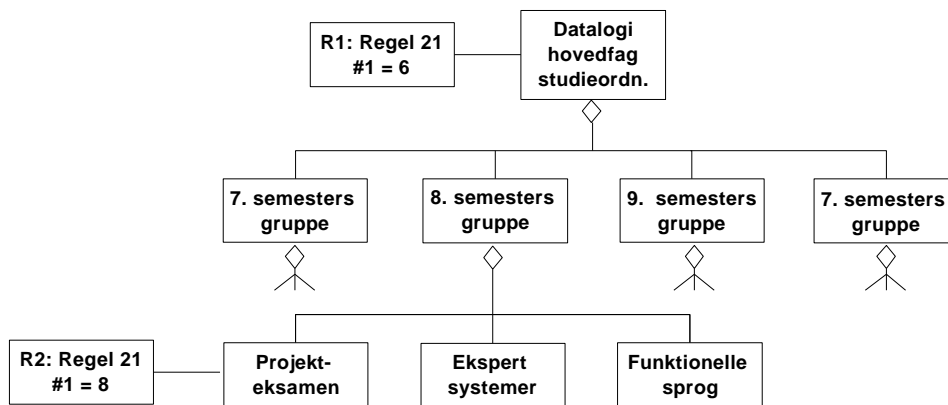 R1: Regel 21
#1 = 6
Datalogi
hovedfag
studieordn.
7. semesters
gruppe
8. semesters
gruppe
9. semesters
gruppe
7. semesters
gruppe
R2: Regel 21
#1 = 8
Projekt-
eksamen
Ekspert
systemer
Funktionelle
sprog